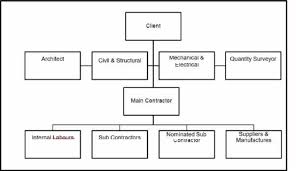 Client
Architect
Civil & Structural
Mechanical &
Electrical
Quantity Surveyor
Main Contractor
Internal Labours
Sub Contractors
Nominated Sub
Contractor
Suppliers &
Manufactures